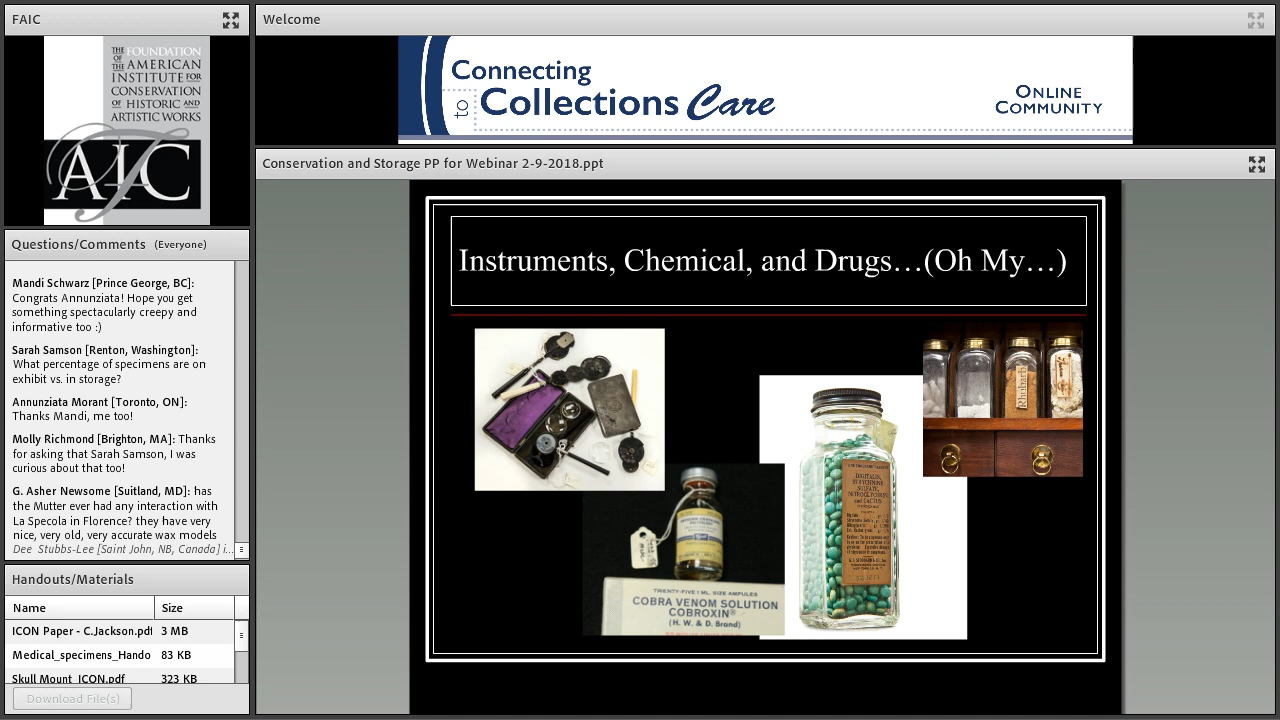 FAIC
THE FOUNDATION
OF THE AMERICAN
INSTITUTE FOR
CONSERVATION
OF HISTORIC AND
ARTISTIC WORKS
AIC
Welcome
Connecting
to Collections Care
ONLINE
COMMUNITY
Questions/Comments (Everyone)
Mandi Schwarz [Prince George, BC]:
Congrats Annunziata! Hope you get
something spectacularly creepy and
informative too :)
Sarah Samson [Renton, Washington]:
What percentage of specimens are on
exhibit vs. in storage?
Annunziata Morant [Toronto, ON]:
Thanks Mandi, me too!
Molly Richmond [Brighton, MA]: Thanks
for asking that Sarah Samson, I was
curious about that too!
G. Asher Newsome [Suitland, MD]: has
the Mutter ever had any interaction with
La Specola in Florence? they have very
nice, very old, very accurate wax models
Dee Stubbs-Lee [Saint John, NB, Canada] i...
Handouts/Materials
Name Size
ICON Paper - C.Jackson.pdf 3 MB
Medical_specimens_Hando 83 KB
Skull Mount_ICON.pdf 323 KB
Download File(s)
Conservation and Storage PP for Webinar 2-9-2018.ppt
Instruments, Chemical, and Drugs…(Oh My…)
Rhubarb
DIGITALIN,
STRYCHNINE
SULFATE,
NITROGLYCERIN
and CACTUS
TWENTY-FIVE 1 ML. SIZE AMPULES
COBRA VENOM SOLUTION
COBROXIN®
(H. W. & D. Brand)